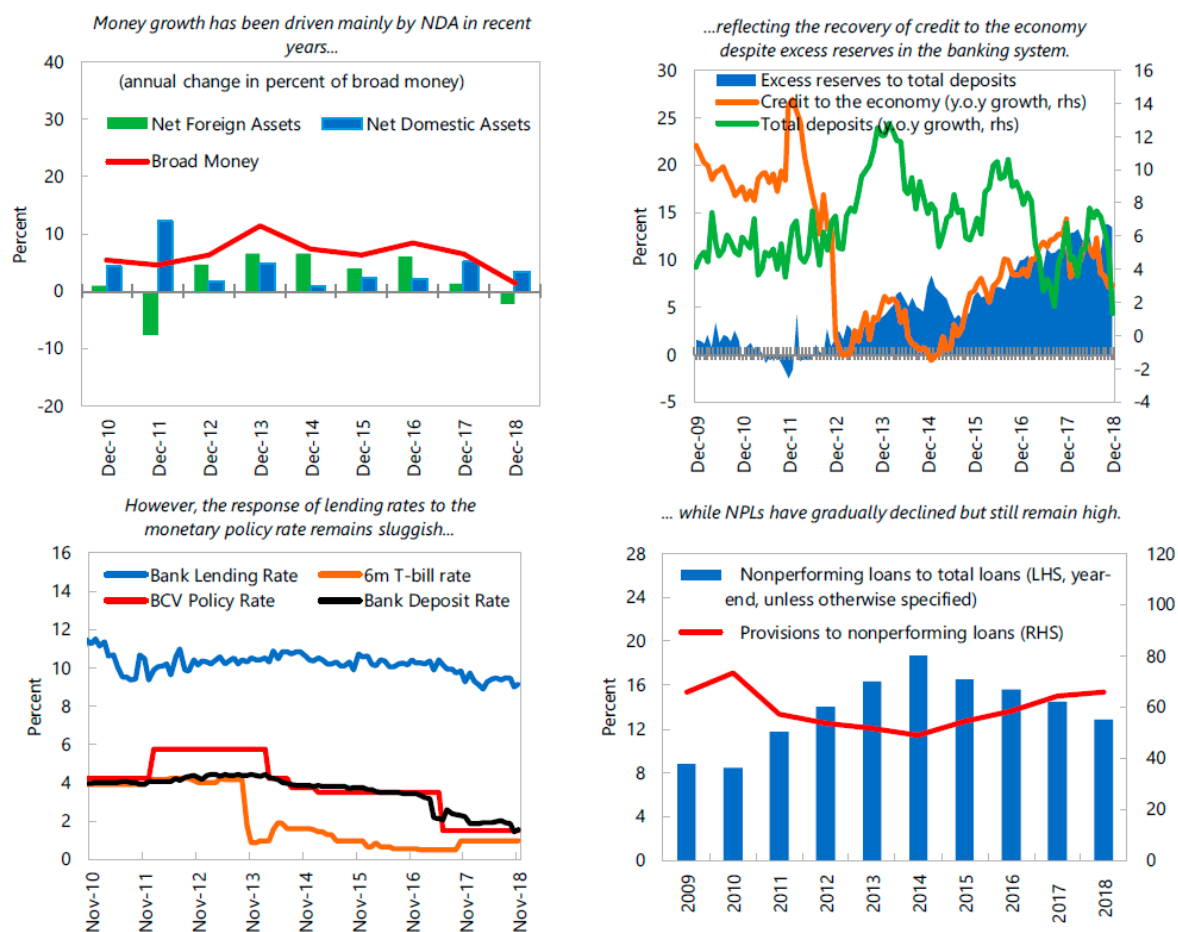 Money growth has been driven mainly by NDA in recent
years...
(annual change in percent of broad money)
Net Foreign Assets
Net Domestic Assets
Broad Money
Percent
40
30
20
10
0
-10
-20
Dec-10
Dec-11
Dec-12
Dec-13
Dec-14
Dec-15
Dec-16
Dec-17
Dec-18
...reflecting the recovery of credit to the economy
despite excess reserves in the banking system.
Excess reserves to total deposits
Credit to the economy (y.o.y growth, rhs)
Total deposits (y.o.y growth, rhs)
Percent
30
25
20
15
10
5
0
-5
16
14
12
10
8
6
4
2
0
-2
-4
Dec-09
Dec-10
Dec-11
Dec-12
Dec-13
Dec-14
Dec-15
Dec-16
Dec-17
Dec-18
However, the response of lending rates to the
monetary policy rate remains sluggish...
Bank Lending Rate
6m T-bill rate
BCV Policy Rate
Bank Deposit Rate
Percent
16
14
12
10
8
6
4
2
0
Nov-10
Nov-11
Nov-12
Nov-13
Nov-14
Nov-15
Nov-16
Nov-17
Nov-18
... while NPLs have gradually declined but still remain high.
Nonperforming loans to total loans (LHS, year-
end, unless otherwise specified)
Provisions to nonperforming loans (RHS)
Percent
28
24
20
16
12
8
4
0
120
100
80
60
40
20
0
2009
2010
2011
2012
2013
2014
2015
2016
2017
2018